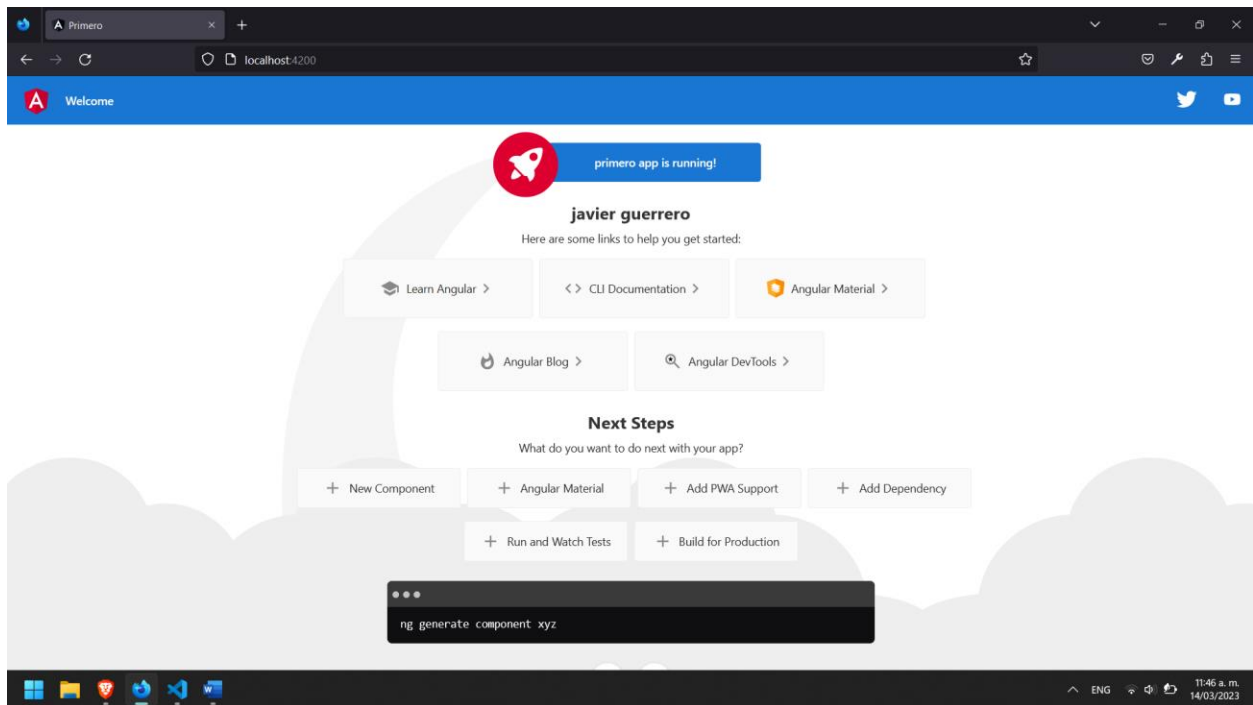 Primero
localhost:4200
Welcome
primero app is running!
javier guerrero
Here are some links to help you get started:
Learn Angular
CLI Documentation
Angular Material
Angular Blog
Angular DevTools
Next Steps
What do you want to do next with your app?
New Component
Angular Material
Add PWA Support
Add Dependency
Run and Watch Tests
Build for Production
ng generate component xyz
ENG
11:46 a. m.
14/03/2023